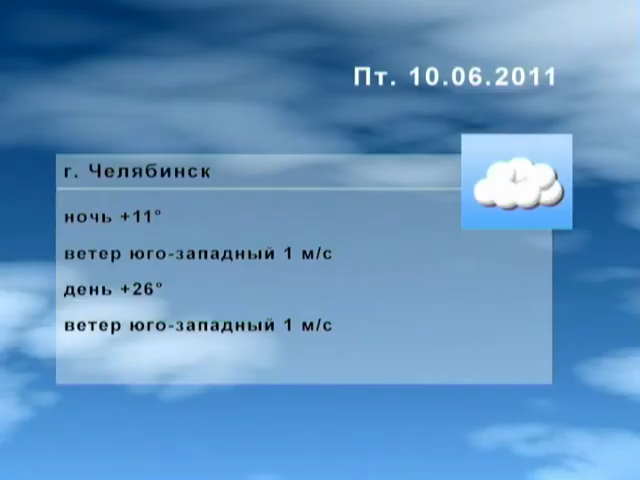 Пт. 10.06.2011
г. Челябинск
ночь +11°
ветер юго-западный 1 м/с
день +26°
ветер юго-западный 1 м/с